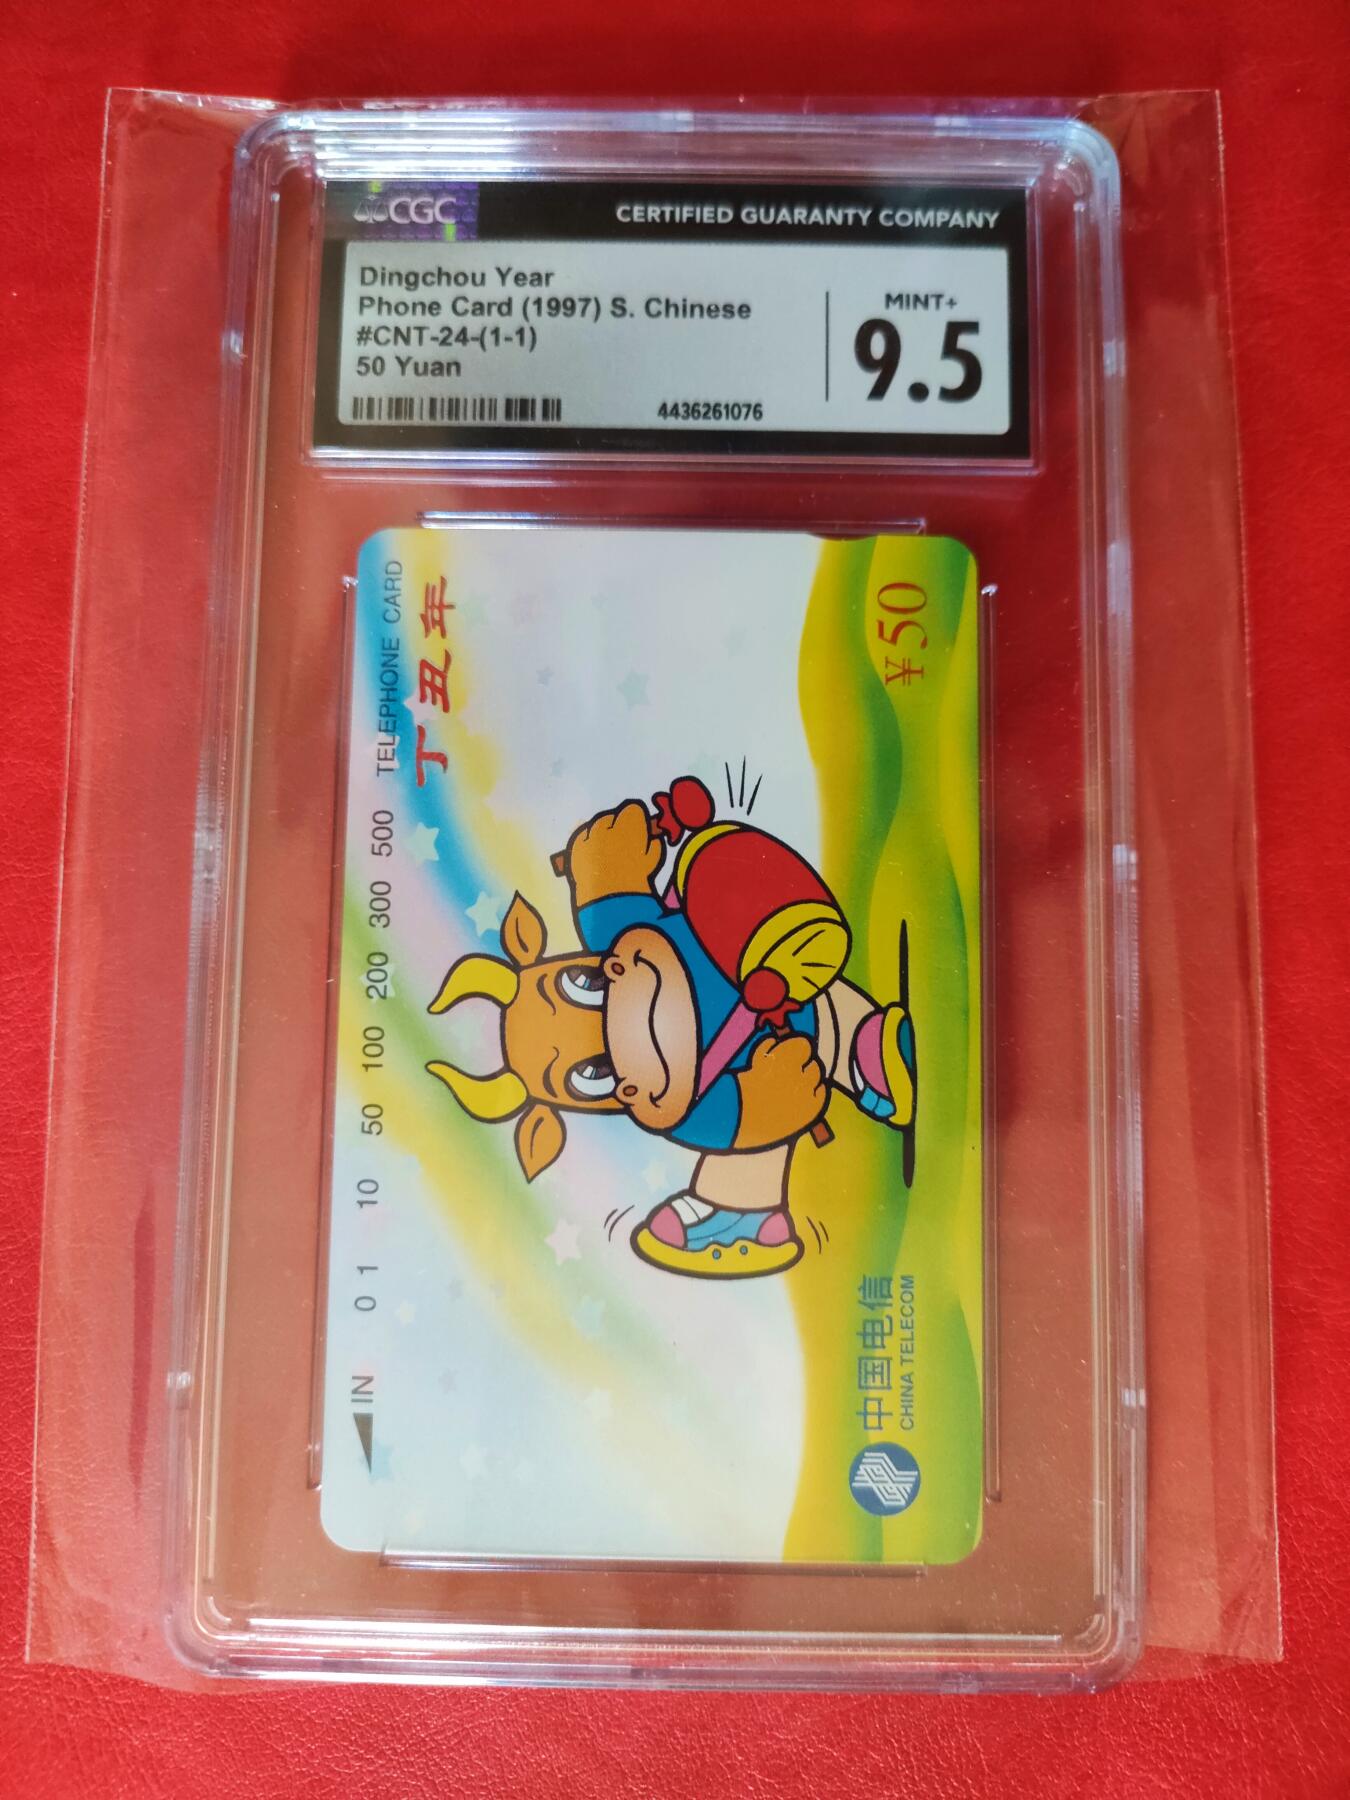 CGC
CERTIFIED GUARANTY COMPANY
Dingchou Year
Phone Card (1997) S. Chinese
#CNT-24-(1-1)
50 Yuan
4436261076
MINT+
9.5
IN 0 1 10 50 100 200 300 500 TELEPHONE CARD
丁丑年
¥50
中国电信
CHINA TELECOM